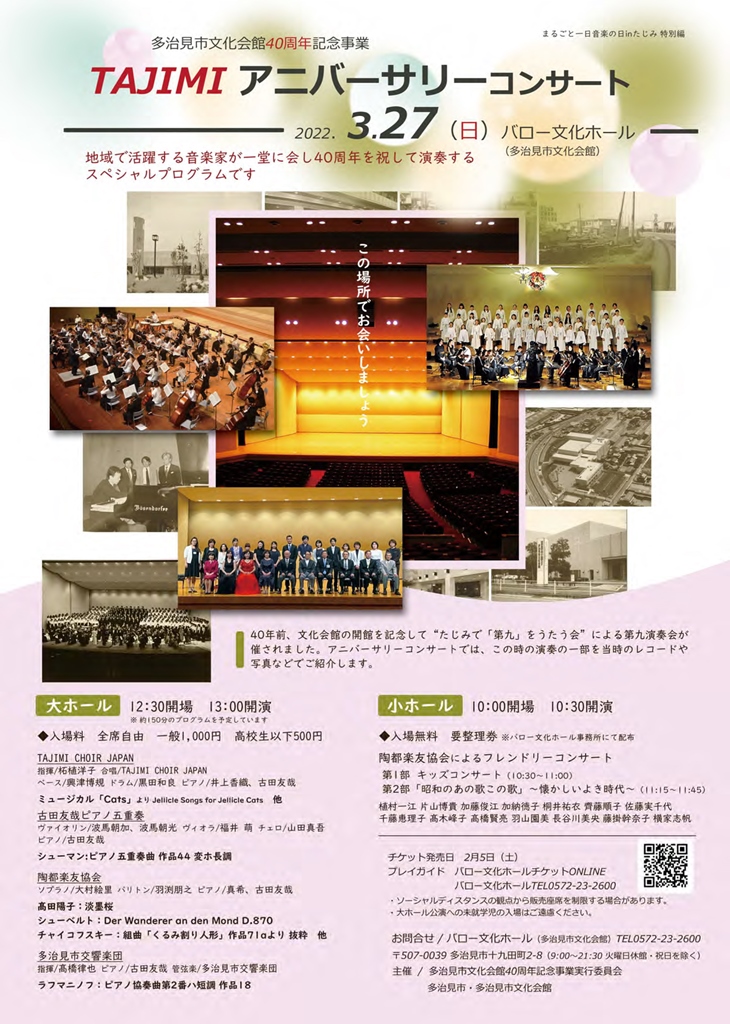 まるごと一日音楽の日inたじみ 特別編
多治見市文化会館40周年記念事業
TAJIMI アニバーサリーコンサート
2022. 3.27（日）バロー文化ホール
（多治見市文化会館）
地域で活躍する音楽家が一堂に会し40周年を祝して演奏する
スペシャルプログラムです
この場所でお会いしましょう
Bösendorfer
40年前、文化会館の開館を記念して“たじみで「第九」をうたう会”による第九演奏会が
催されました。アニバーサリーコンサートでは、この時の演奏の一部を当時のレコードや
写真などでご紹介します。
大ホール 12:30開場 13:00開演
※ 約150分のプログラムを予定しています
◆入場料 全席自由 一般1,000円 高校生以下500円
TAJIMI CHOIR JAPAN
指揮/柘植洋子 合唱/TAJIMI CHOIR JAPAN
ベース/興津博規 ドラム/黒田和良 ピアノ/井上香織、古田友哉
ミュージカル「Cats」より Jellicle Songs for Jellicle Cats 他
古田友哉ピアノ五重奏
ヴァイオリン/波馬朝加、波馬朝光 ヴィオラ/福井 萌 チェロ/山田真吾
ピアノ/古田友哉
シューマン:ピアノ五重奏曲 作品44 変ホ長調
陶都楽友協会
ソプラノ/大村絵里 バリトン/羽渕朋之 ピアノ/真希、古田友哉
高田陽子：淡墨桜
シューベルト：Der Wanderer an den Mond D.870
チャイコフスキー：組曲「くるみ割り人形」作品71aより 抜粋 他
多治見市交響楽団
指揮/高橋律也 ピアノ/古田友哉 管弦楽/多治見市交響楽団
ラフマニノフ：ピアノ協奏曲第2番ハ短調 作品18
小ホール 10:00開場 10:30開演
◆入場無料 要整理券 ※バロー文化ホール事務所にて配布
陶都楽友協会によるフレンドリーコンサート
第1部 キッズコンサート（10:30～11:00）
第2部「昭和のあの歌この歌」～懐かしいよき時代～（11:15～11:45）
植村一江 片山博貴 加藤俊江 加納徳子 桐井祐衣 齊藤順子 佐藤実千代
千藤恵理子 高木峰子 高橋賢亮 羽山園美 長谷川美央 藤掛幹奈子 横家志帆
チケット発売日 2月5日（土）
プレイガイド バロー文化ホールチケットONLINE
バロー文化ホールTEL0572-23-2600
・ソーシャルディスタンスの観点から販売座席を制限する場合があります。
・大ホール公演への未就学児の入場はご遠慮ください。
お問合せ / バロー文化ホール（多治見市文化会館）TEL0572-23-2600
〒507-0039 多治見市十九田町2-8（9:00～21:30 火曜日休館・祝日を除く）
主催 / 多治見市文化会館40周年記念事業実行委員会
多治見市・多治見市文化会館